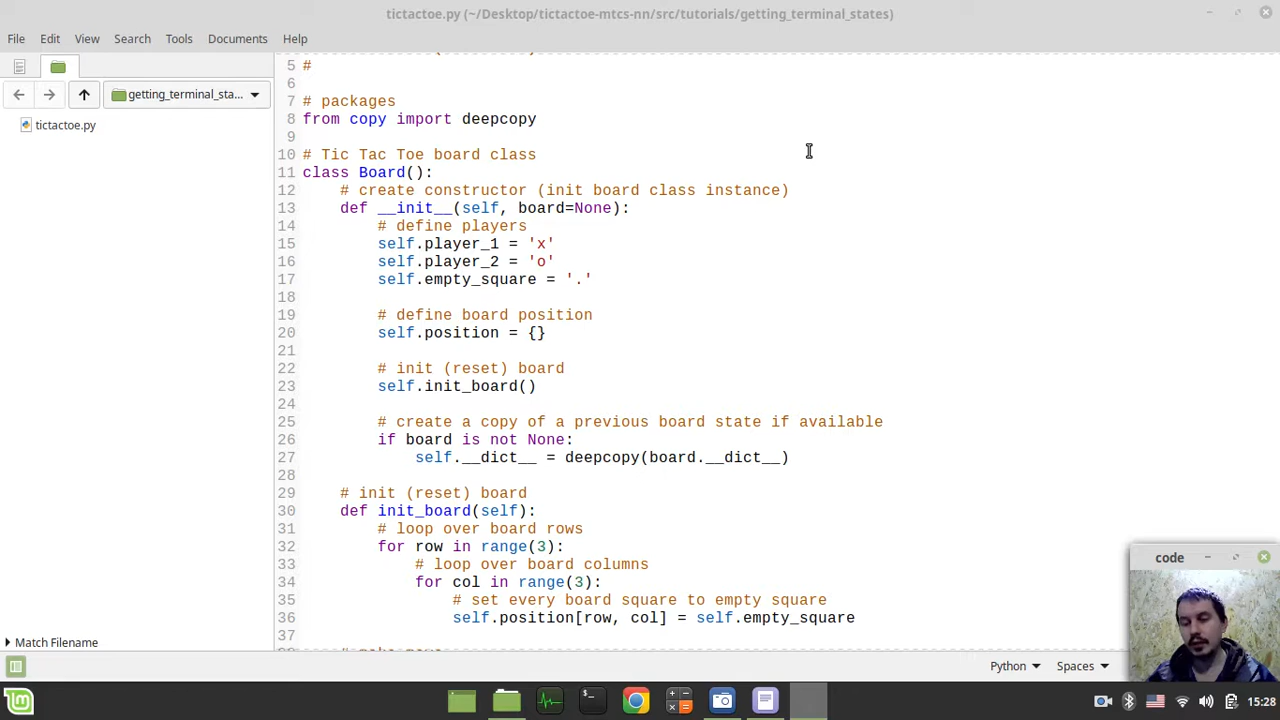 tictactoe.py (~/Desktop/tictactoe-mtcs-nn/src/tutorials/getting_terminal_states)
File Edit View Search Tools Documents Help
getting_terminal_sta...
tictactoe.py
Match Filename
5 #
6
7 # packages
8 from copy import deepcopy
9
10 # Tic Tac Toe board class
11 class Board():
12 # create constructor (init board class instance)
13 def __init__(self, board=None):
14 # define players
15 self.player_1 = 'x'
16 self.player_2 = 'o'
17 self.empty_square = '.'
18
19 # define board position
20 self.position = {}
21
22 # init (reset) board
23 self.init_board()
24
25 # create a copy of a previous board state if available
26 if board is not None:
27 self.__dict__ = deepcopy(board.__dict__)
28
29 # init (reset) board
30 def init_board(self):
31 # loop over board rows
32 for row in range(3):
33 # loop over board columns
34 for col in range(3):
35 # set every board square to empty square
36 self.position[row, col] = self.empty_square
37
code
Python Spaces
15:28